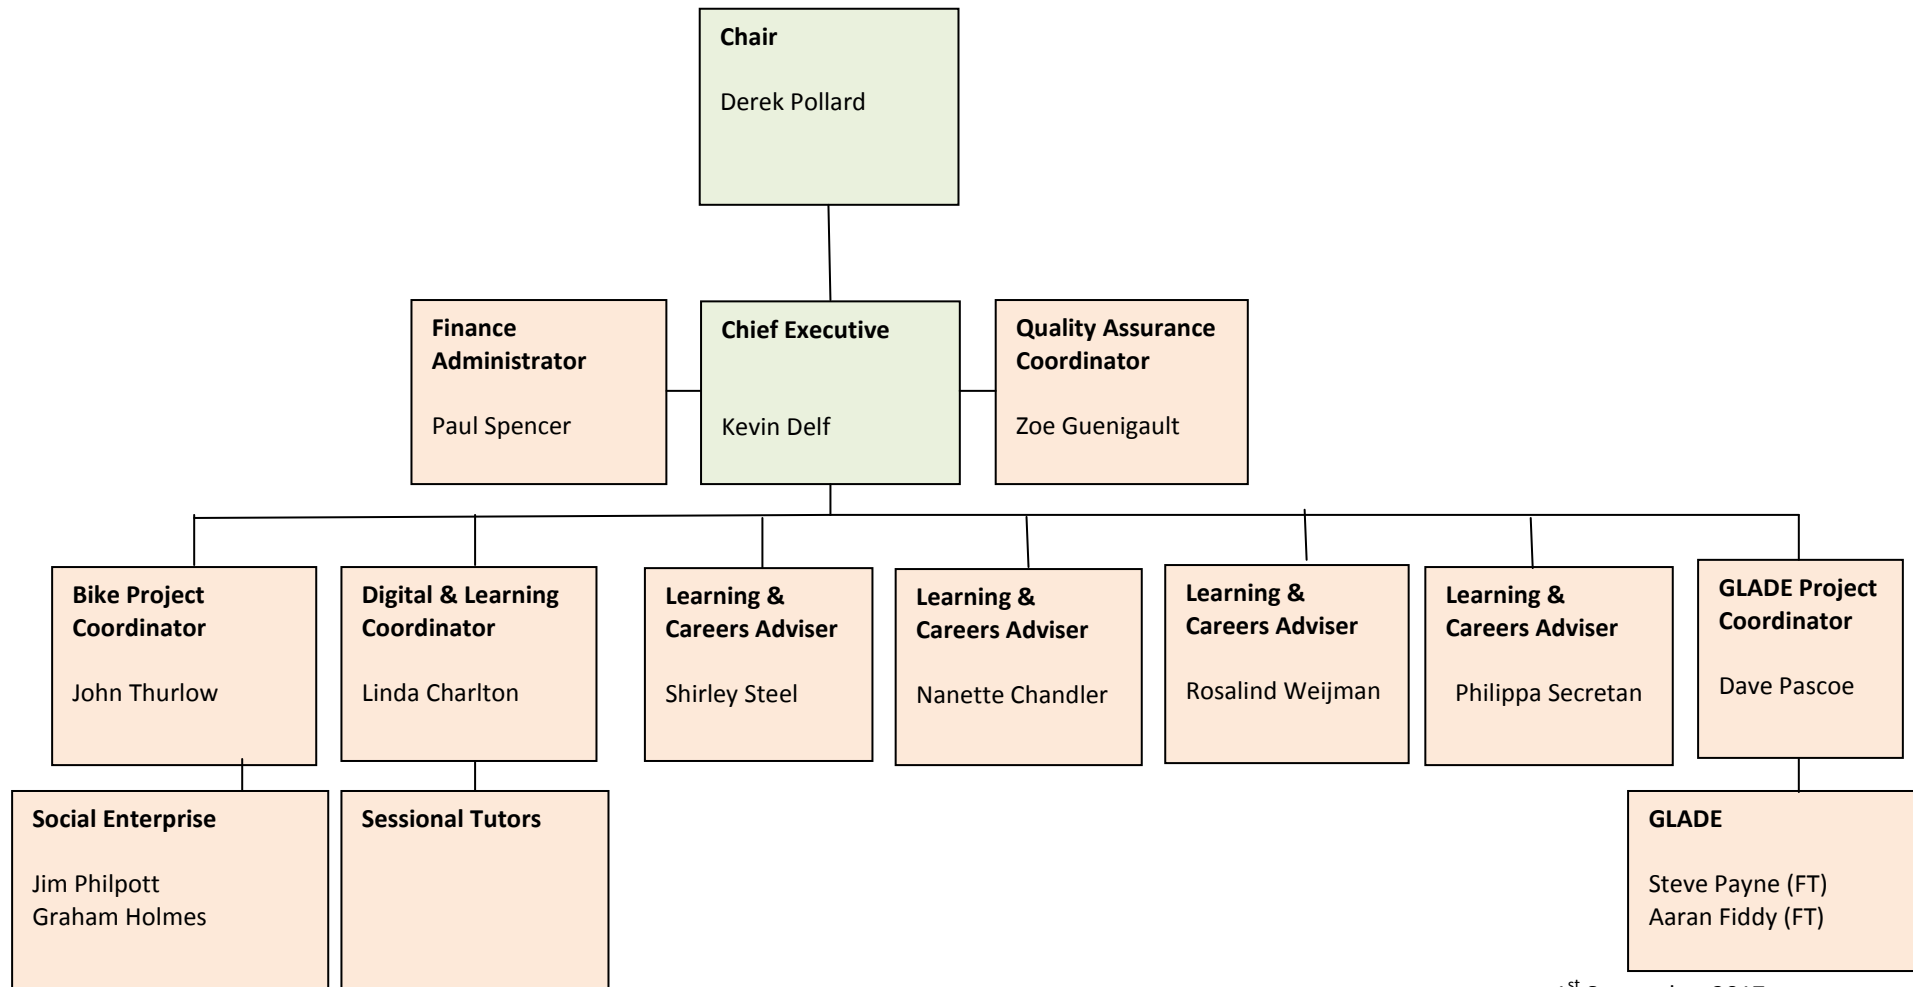 Chair
Derek Pollard
Finance
Administrator
Paul Spencer
Chief Executive
Kevin Delf
Quality Assurance
Coordinator
Zoe Guenigault
Bike Project
Coordinator
John Thurlow
Digital & Learning
Coordinator
Linda Charlton
Learning &
Careers Adviser
Shirley Steel
Learning &
Careers Adviser
Nanette Chandler
Learning &
Careers Adviser
Rosalind Weijman
Learning &
Careers Adviser
Philippa Secretan
GLADE Project
Coordinator
Dave Pascoe
Social Enterprise
Jim Philpott
Graham Holmes
Sessional Tutors
GLADE
Steve Payne (FT)
Aaran Fiddy (FT)